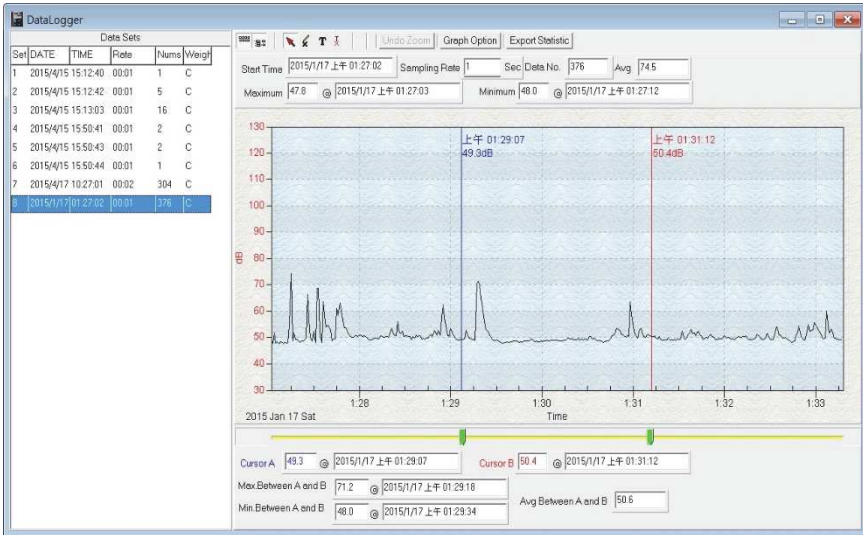 DataLogger
Data Sets
Set DATE TIME Rate Nums Weigh
1 2015/4/15 15:12:40 00:01 1 C
2 2015/4/15 15:12:42 00:01 5 C
3 2015/4/15 15:13:03 00:01 16 C
4 2015/4/15 15:50:41 00:01 2 C
5 2015/4/15 15:50:43 00:01 2 C
6 2015/4/15 15:50:44 00:01 1 C
7 2015/4/17 10:27:01 00:02 304 C
8 2015/1/17 01:27:02 00:01 376 C
T Undo Zoom Graph Option Export Statistic
Start Time 2015/1/17 上午 01:27:02 Sampling Rate 1 Sec Data No. 376 Avg 74.5
Maximum 47.8 @ 2015/1/17 上午 01:27:03 Minimum 48.0 @ 2015/1/17 上午 01:27:12
上午 01:29:07
49.3dB
上午 01:31:12
50.4dB
130
120
110
100
90
80
70
60
50
40
30
dB
1:28 1:29 1:30 1:31 1:32 1:33
2015 Jan 17 Sat Time
Cursor A 49.3 @ 2015/1/17 上午 01:29:07 Cursor B 50.4 @ 2015/1/17 上午 01:31:12
Max.Between A and B 71.2 @ 2015/1/17 上午 01:29:18
Min.Between A and B 48.0 @ 2015/1/17 上午 01:29:34
Avg Between A and B 50.6